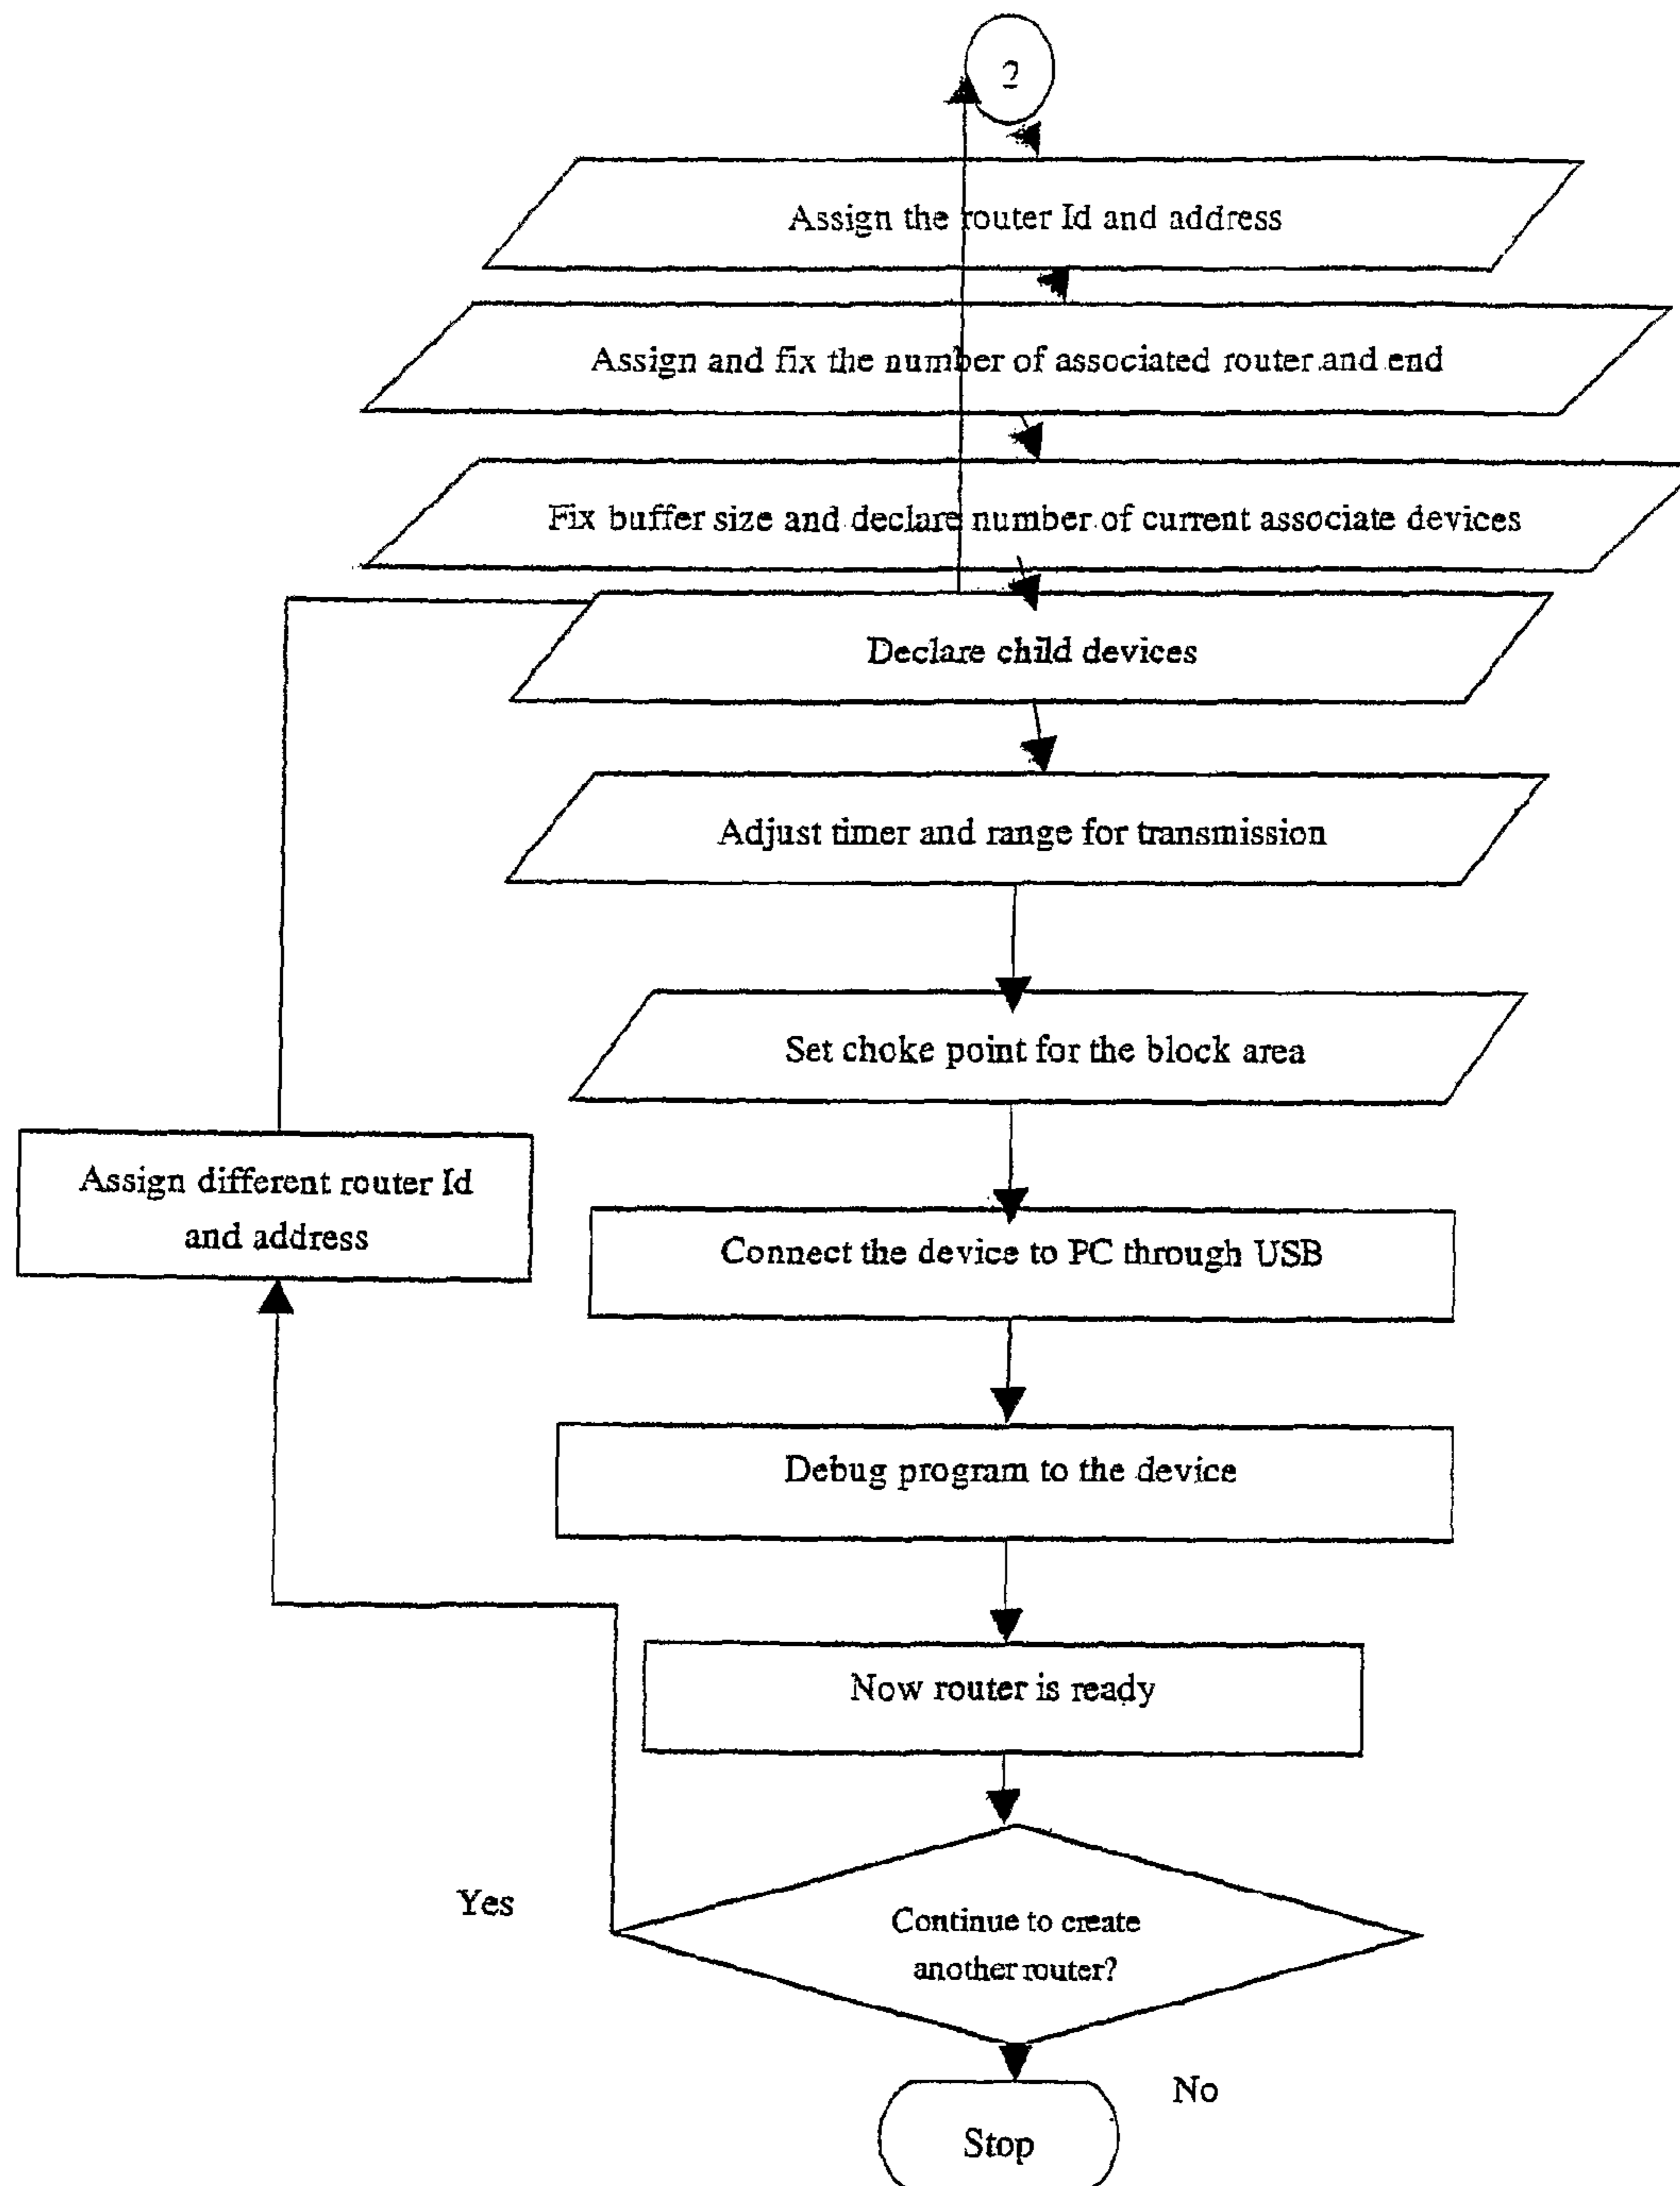 2
Assign the router Id and address
Assign and fix the number of associated router and end
Fix buffer size and declare number of current associate devices
Declare child devices
Adjust timer and range for transmission
Set choke point for the block area
Assign different router Id
and address
Connect the device to PC through USB
Debug program to the device
Now router is ready
Yes
Continue to create
another router?
No
Stop